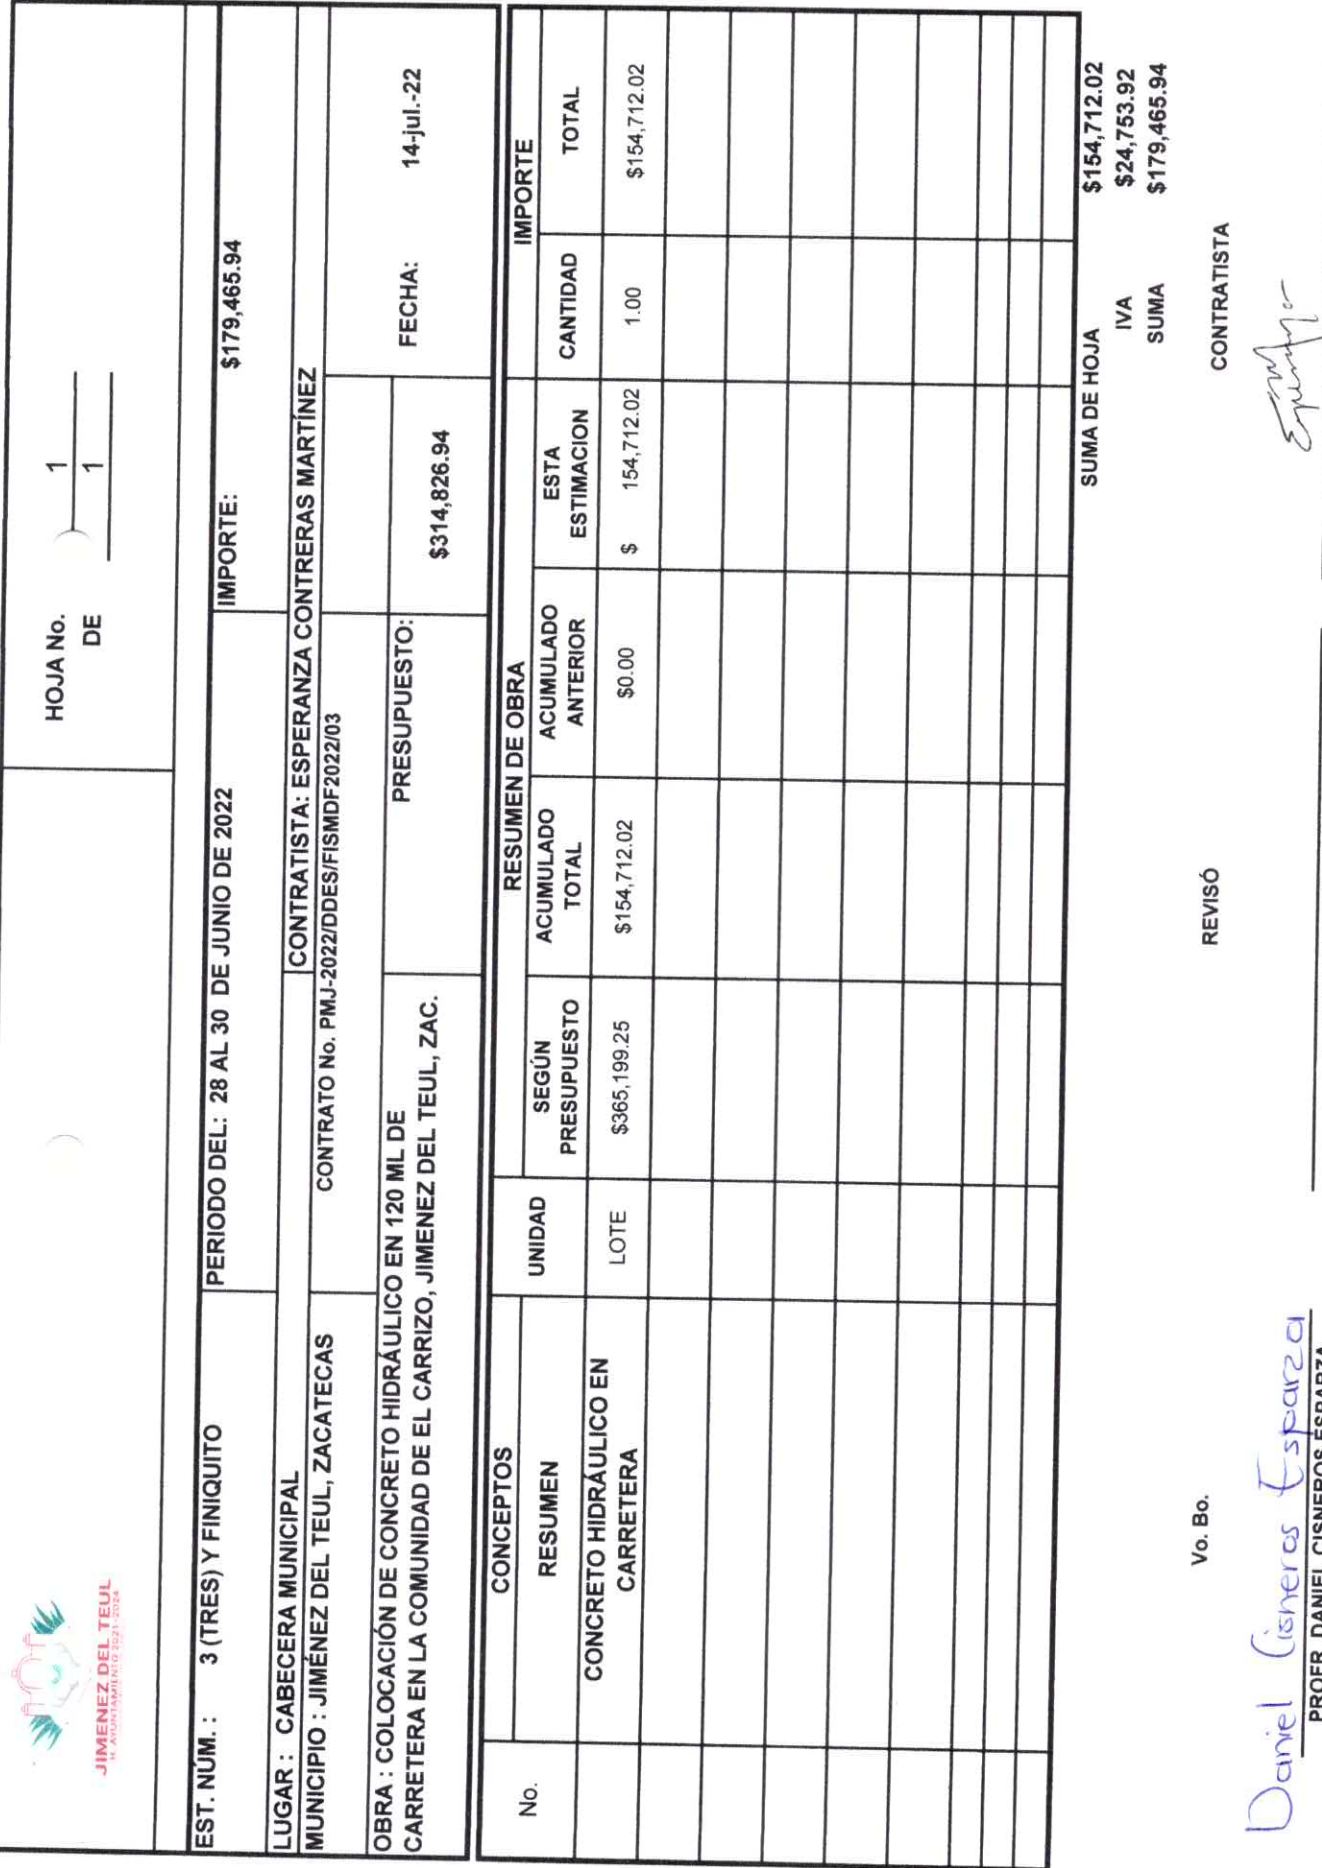 JIMENEZ DEL TEUL
H. AYUNTAMIENTO 2021-2024
HOJA No. 1
DE 1
EST. NÚM. : 3 (TRES) Y FINIQUITO PERIODO DEL: 28 AL 30 DE JUNIO DE 2022 IMPORTE: $179,465.94
LUGAR : CABECERA MUNICIPAL CONTRATISTA: ESPERANZA CONTRERAS MARTÍNEZ
MUNICIPIO : JIMÉNEZ DEL TEUL, ZACATECAS CONTRATO No. PMJ-2022/DDES/FISMDF2022/03
OBRA : COLOCACIÓN DE CONCRETO HIDRÁULICO EN 120 ML DE
CARRETERA EN LA COMUNIDAD DE EL CARRIZO, JIMENEZ DEL TEUL, ZAC.
PRESUPUESTO: $314,826.94
FECHA: 14-jul.-22
CONCEPTOS RESUMEN DE OBRA IMPORTE
No.
RESUMEN
UNIDAD
SEGÚN
PRESUPUESTO
ACUMULADO
TOTAL
ACUMULADO
ANTERIOR
ESTA
ESTIMACION
CANTIDAD
TOTAL
CONCRETO HIDRÁULICO EN
CARRETERA
LOTE $365,199.25 $154,712.02 $0.00 $ 154,712.02 1.00 $154,712.02
SUMA DE HOJA $154,712.02
IVA $24,753.92
SUMA $179,465.94
Vo. Bo. REVISÓ CONTRATISTA
Daniel Cisneros Esparza
PROFR. DANIEL CISNEROS ESPARZA